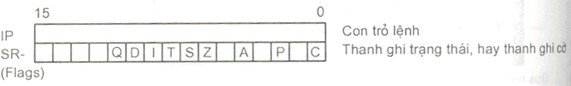 15 0
IP Con trỏ lệnh
SR- Q D I T S Z A P C Thanh ghi trạng thái, hay thanh ghi cờ
(Flags)